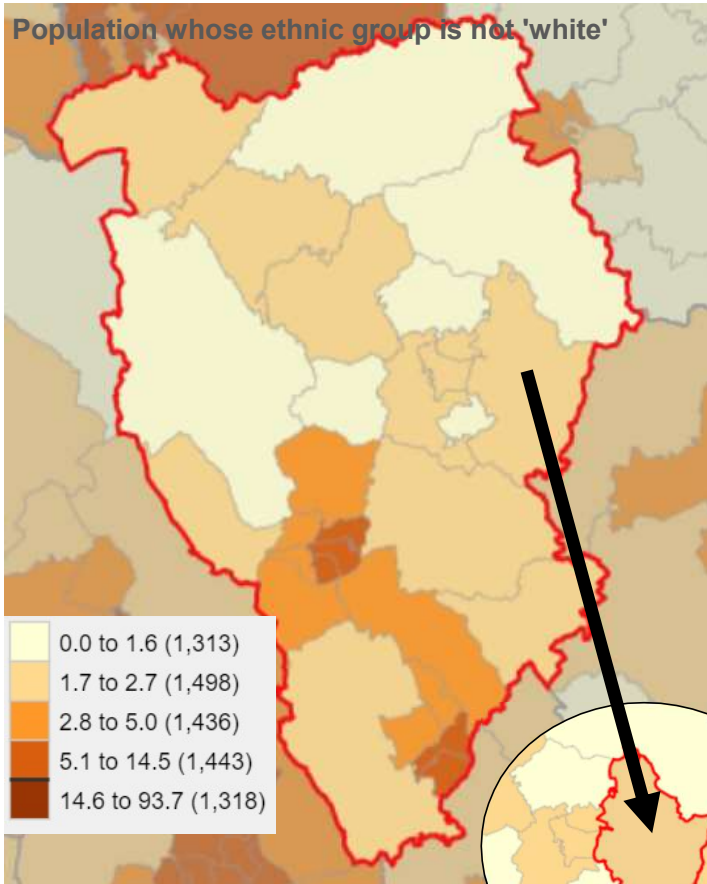 Population whose ethnic group is not 'white'
0.0 to 1.6 (1,313)
1.7 to 2.7 (1,498)
2.8 to 5.0 (1,436)
5.1 to 14.5 (1,443)
14.6 to 93.7 (1,318)